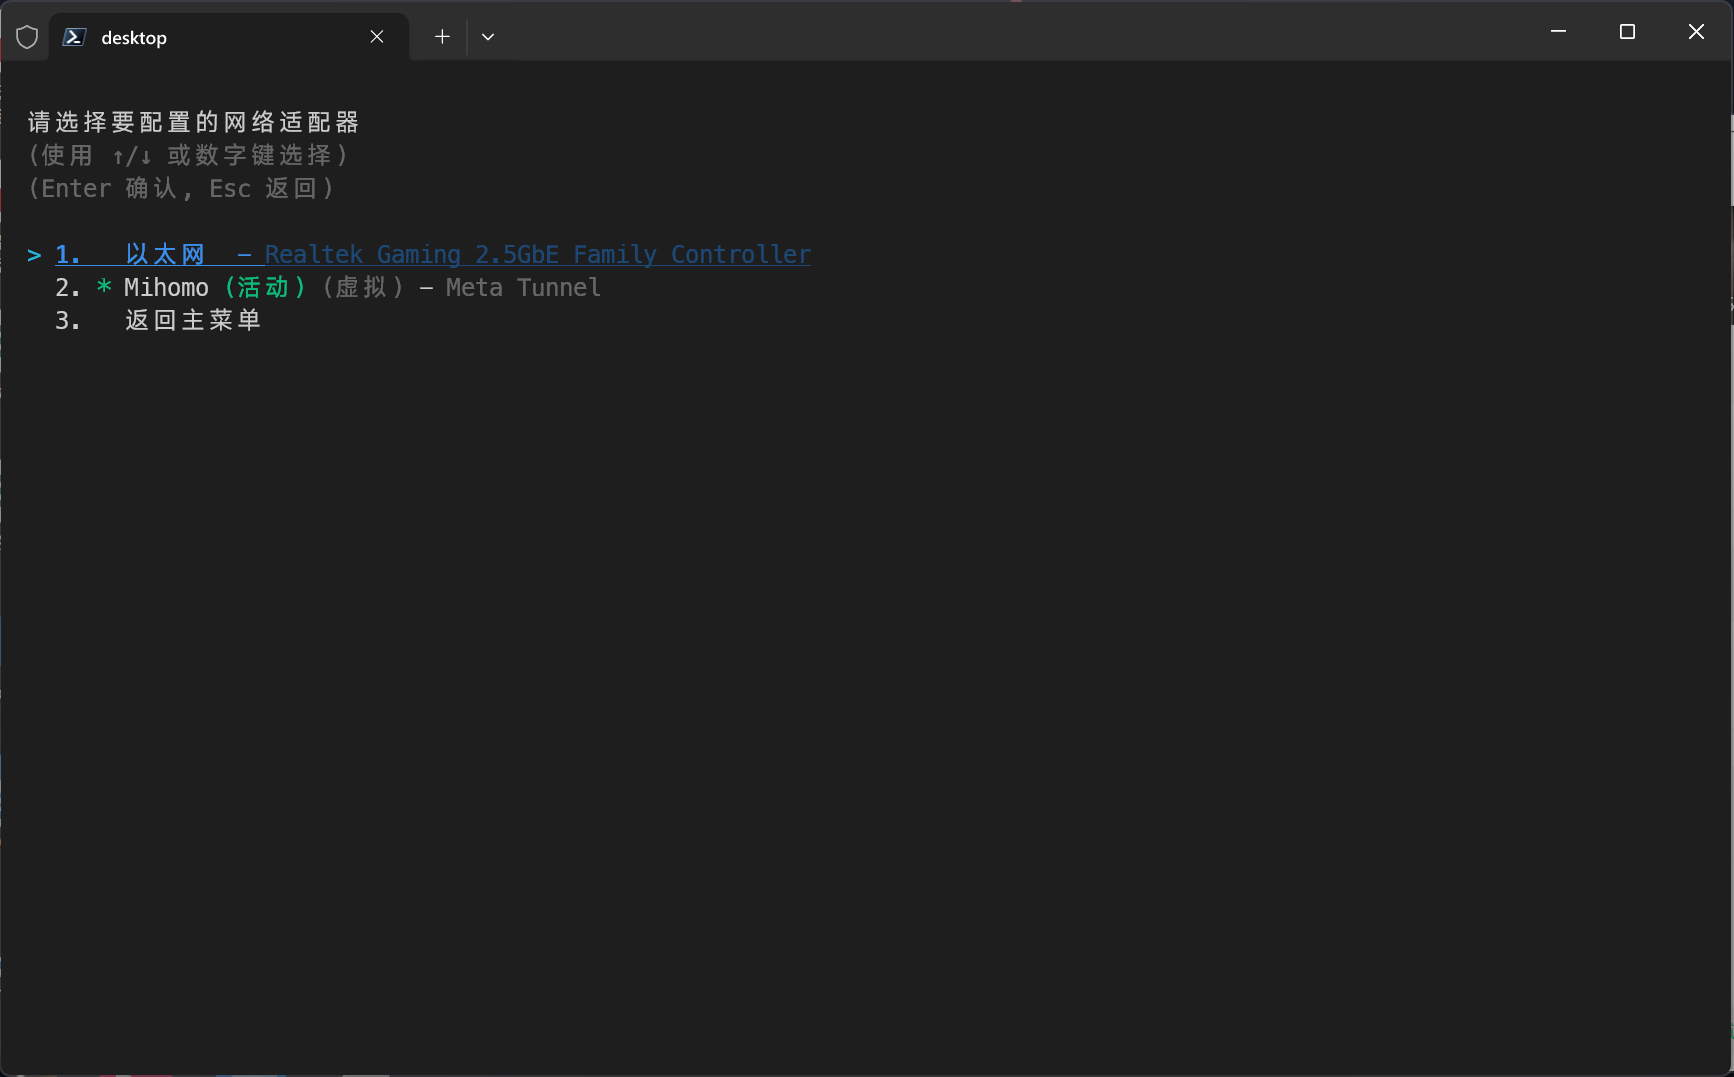 desktop
请选择要配置的网络适配器
(使用 ↑/↓ 或数字键选择)
(Enter 确认, Esc 返回)
> 1. 以太网 – Realtek Gaming 2.5GbE Family Controller
2. * Mihomo (活动) (虚拟) – Meta Tunnel
3. 返回主菜单